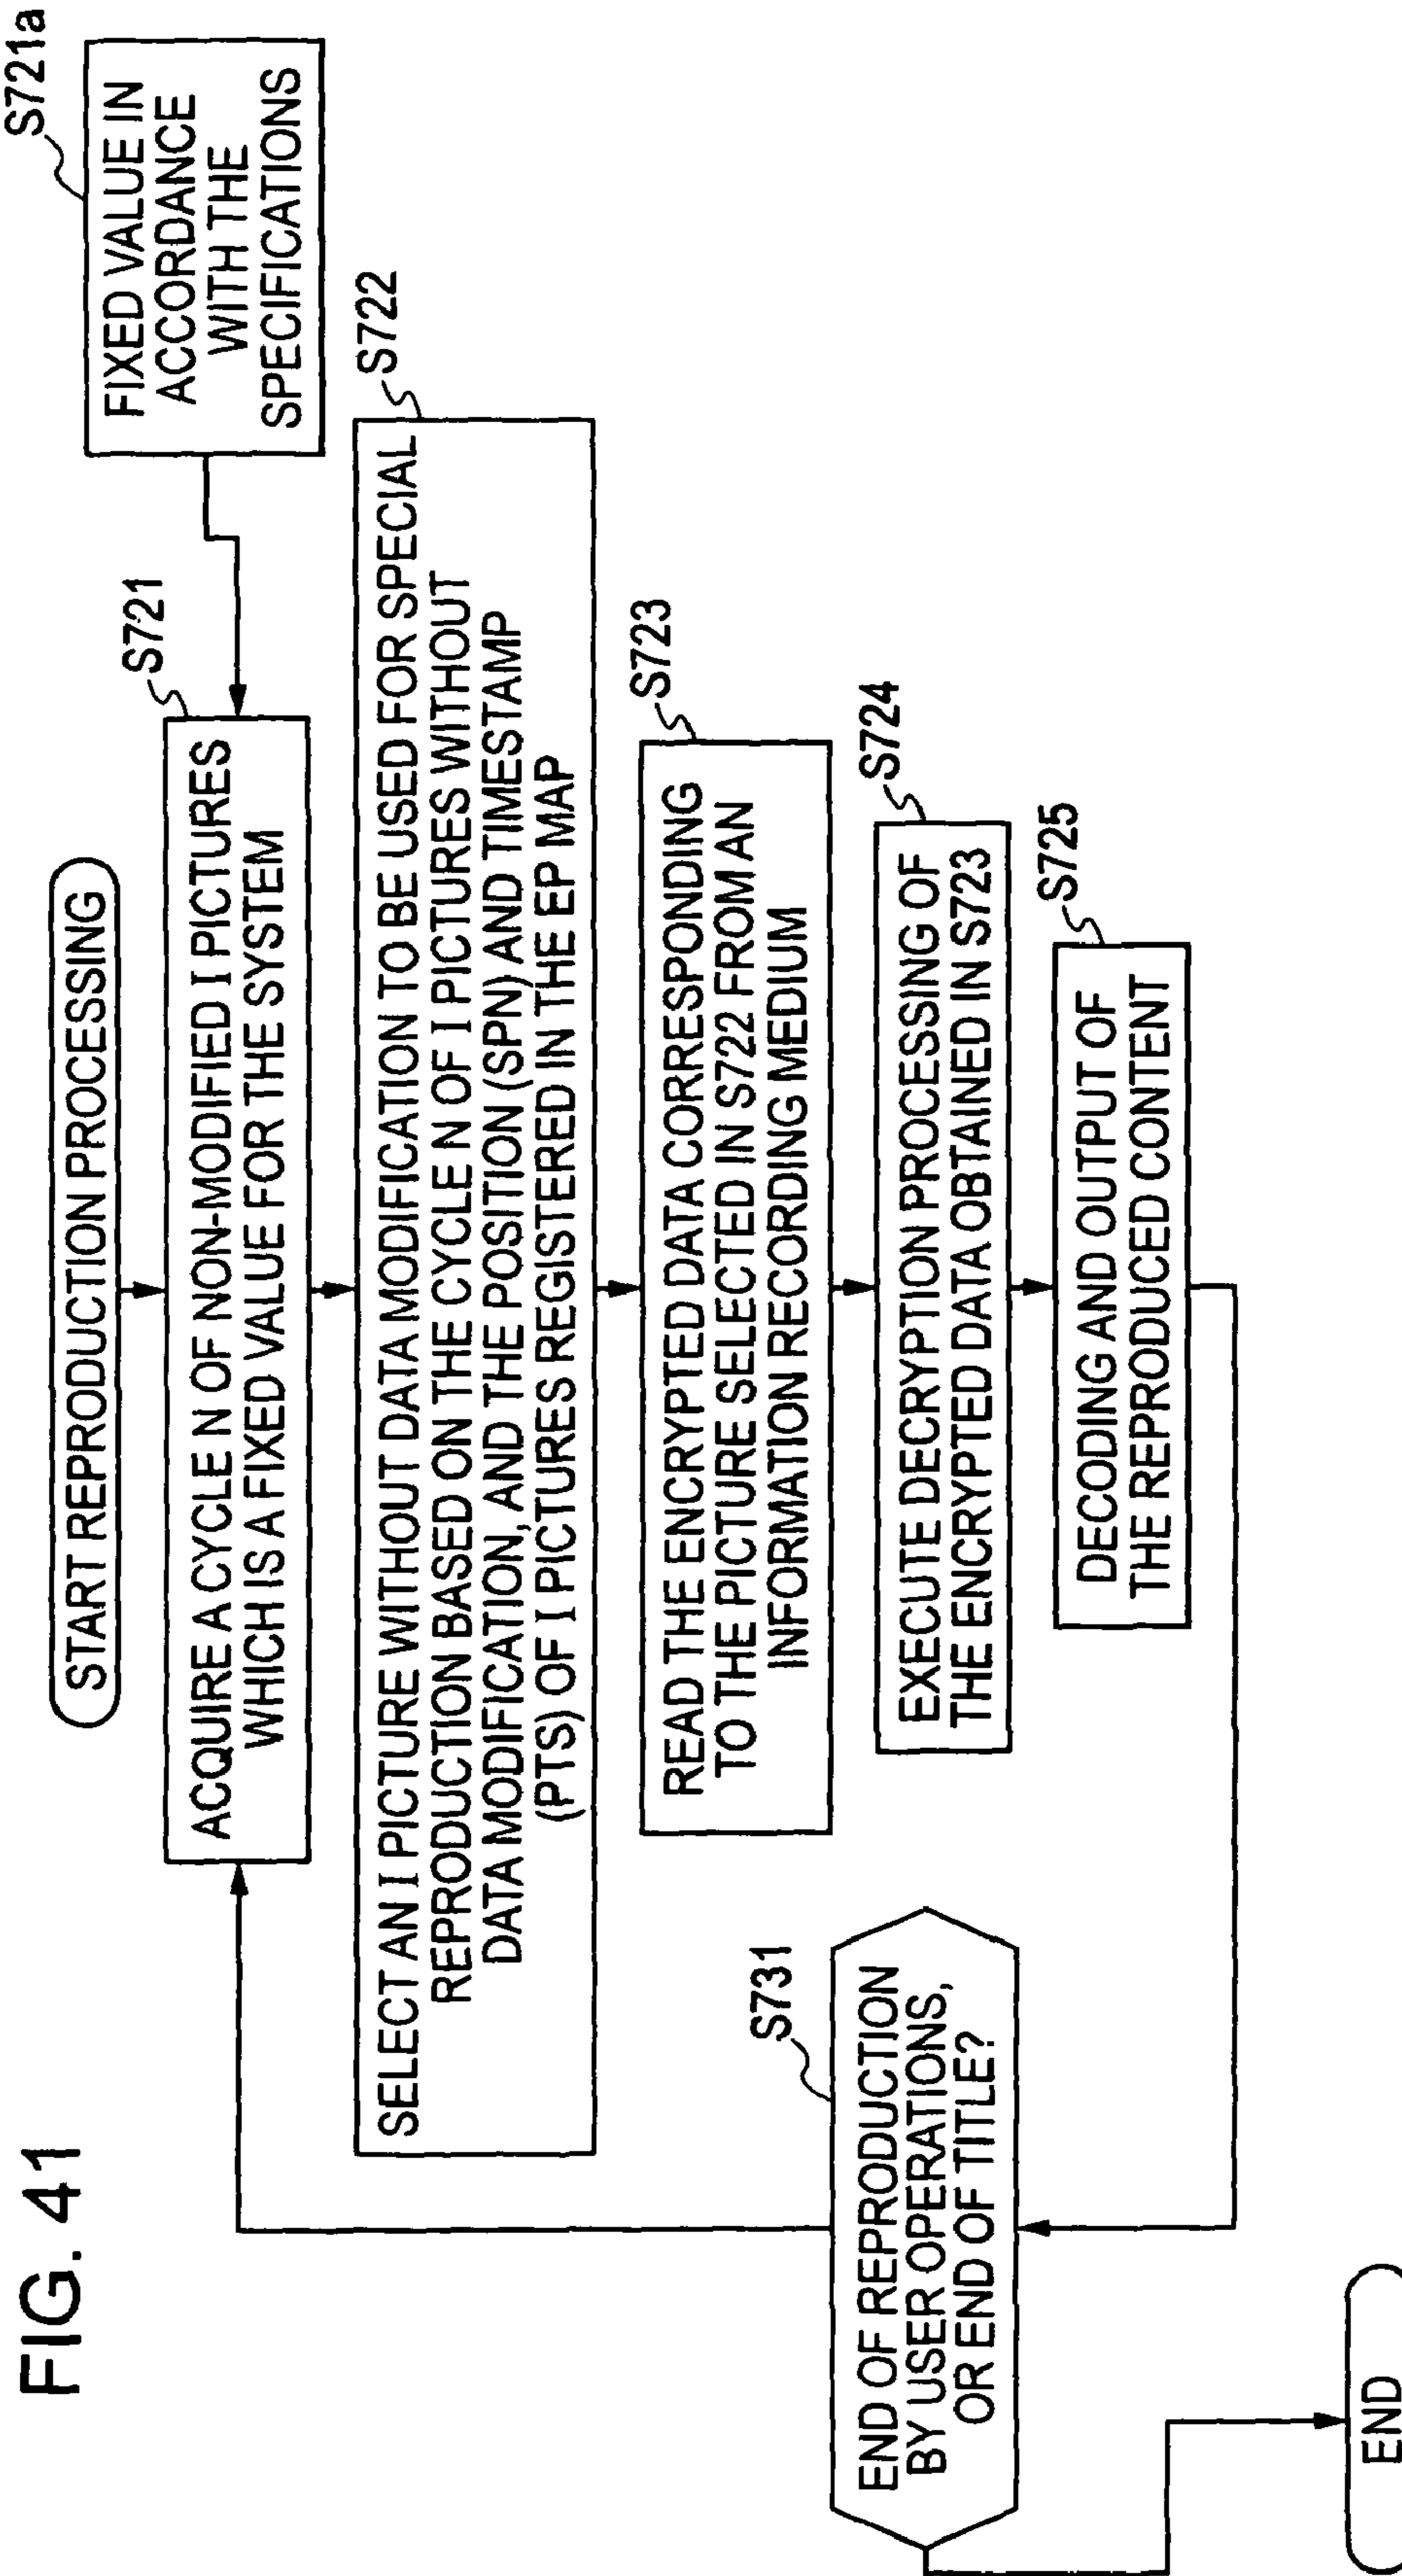 FIG. 41
START REPRODUCTION PROCESSING
S721
ACQUIRE A CYCLE N OF NON-MODIFIED I PICTURES
WHICH IS A FIXED VALUE FOR THE SYSTEM
S721a
FIXED VALUE IN
ACCORDANCE
WITH THE
SPECIFICATIONS
S722
SELECT AN I PICTURE WITHOUT DATA MODIFICATION TO BE USED FOR SPECIAL
REPRODUCTION BASED ON THE CYCLE N OF I PICTURES WITHOUT
DATA MODIFICATION, AND THE POSITION (SPN) AND TIMESTAMP
(PTS) OF I PICTURES REGISTERED IN THE EP MAP
S723
READ THE ENCRYPTED DATA CORRESPONDING
TO THE PICTURE SELECTED IN S722 FROM AN
INFORMATION RECORDING MEDIUM
S724
EXECUTE DECRYPTION PROCESSING OF
THE ENCRYPTED DATA OBTAINED IN S723
S725
DECODING AND OUTPUT OF
THE REPRODUCED CONTENT
S731
END OF REPRODUCTION
BY USER OPERATIONS,
OR END OF TITLE?
END